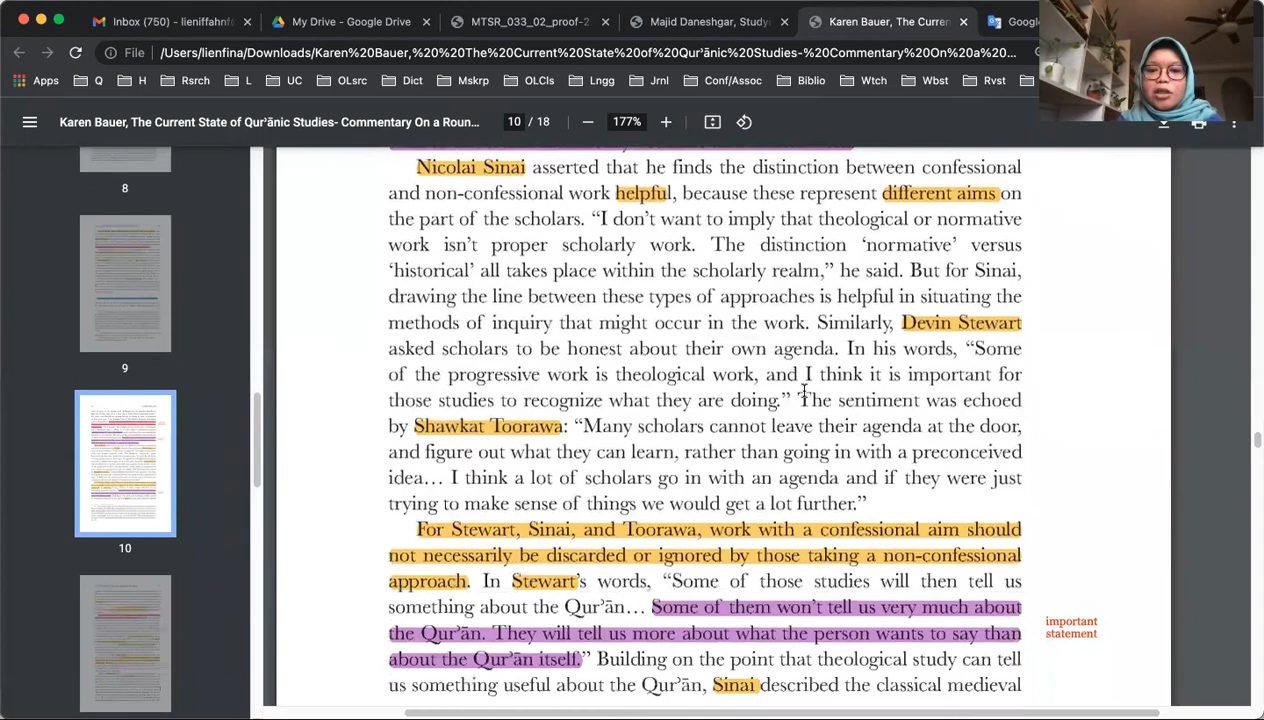 Inbox (750) - lieniffahnf
My Drive - Google Drive
MTSR_033_02_proof-2
Majid Daneshgar, Study
Karen Bauer, The Curren
Goog
File
/Users/lienfina/Downloads/Karen%20Bauer,%20%20The%20Current%20State%20of%20Qurʾānic%20Studies-%20Commentary%20On%20a%20...
Apps
Q
H
Rsrch
L
UC
OLsrc
Dict
Mskr
OLCls
Lngg
Jrnl
Conf/Assoc
Biblio
Wtch
Wbst
Rvst
Karen Bauer, The Current State of Qurʾānic Studies- Commentary On a Roun...
10 / 18
177%
8
9
10
Nicolai Sinai asserted that he finds the distinction between confessional
and non-confessional work helpful, because these represent different aims on
the part of the scholars. “I don’t want to imply that theological or normative
work isn’t proper scholarly work. The distinction ‘normative’ versus
‘historical’ all takes place within the scholarly realm,” he said. But for Sinai,
drawing the line between these types of approaches is helpful in situating the
methods of inquiry that might occur in the work. Similarly, Devin Stewart
asked scholars to be honest about their own agenda. In his words, “Some
of the progressive work is theological work, and I think it is important for
those studies to recognize what they are doing.” The sentiment was echoed
by Shawkat Toorawa: “Many scholars cannot leave their agenda at the door,
and figure out what they can learn, rather than going in with a preconceived
idea… I think a lot of scholars go in with an agenda and if they were just
trying to make sense of things we would get a lot further.”
For Stewart, Sinai, and Toorawa, work with a confessional aim should
not necessarily be discarded or ignored by those taking a non-confessional
approach. In Stewart’s words, “Some of those studies will then tell us
something about the Qurʾān… Some of them won’t tell us very much about
the Qurʾān. They will tell us more about what the person wants to say than
about the Qurʾān itself.” Building on the point that theological study can tell
us something useful about the Qurʾān, Sinai described the classical medieval
important
statement